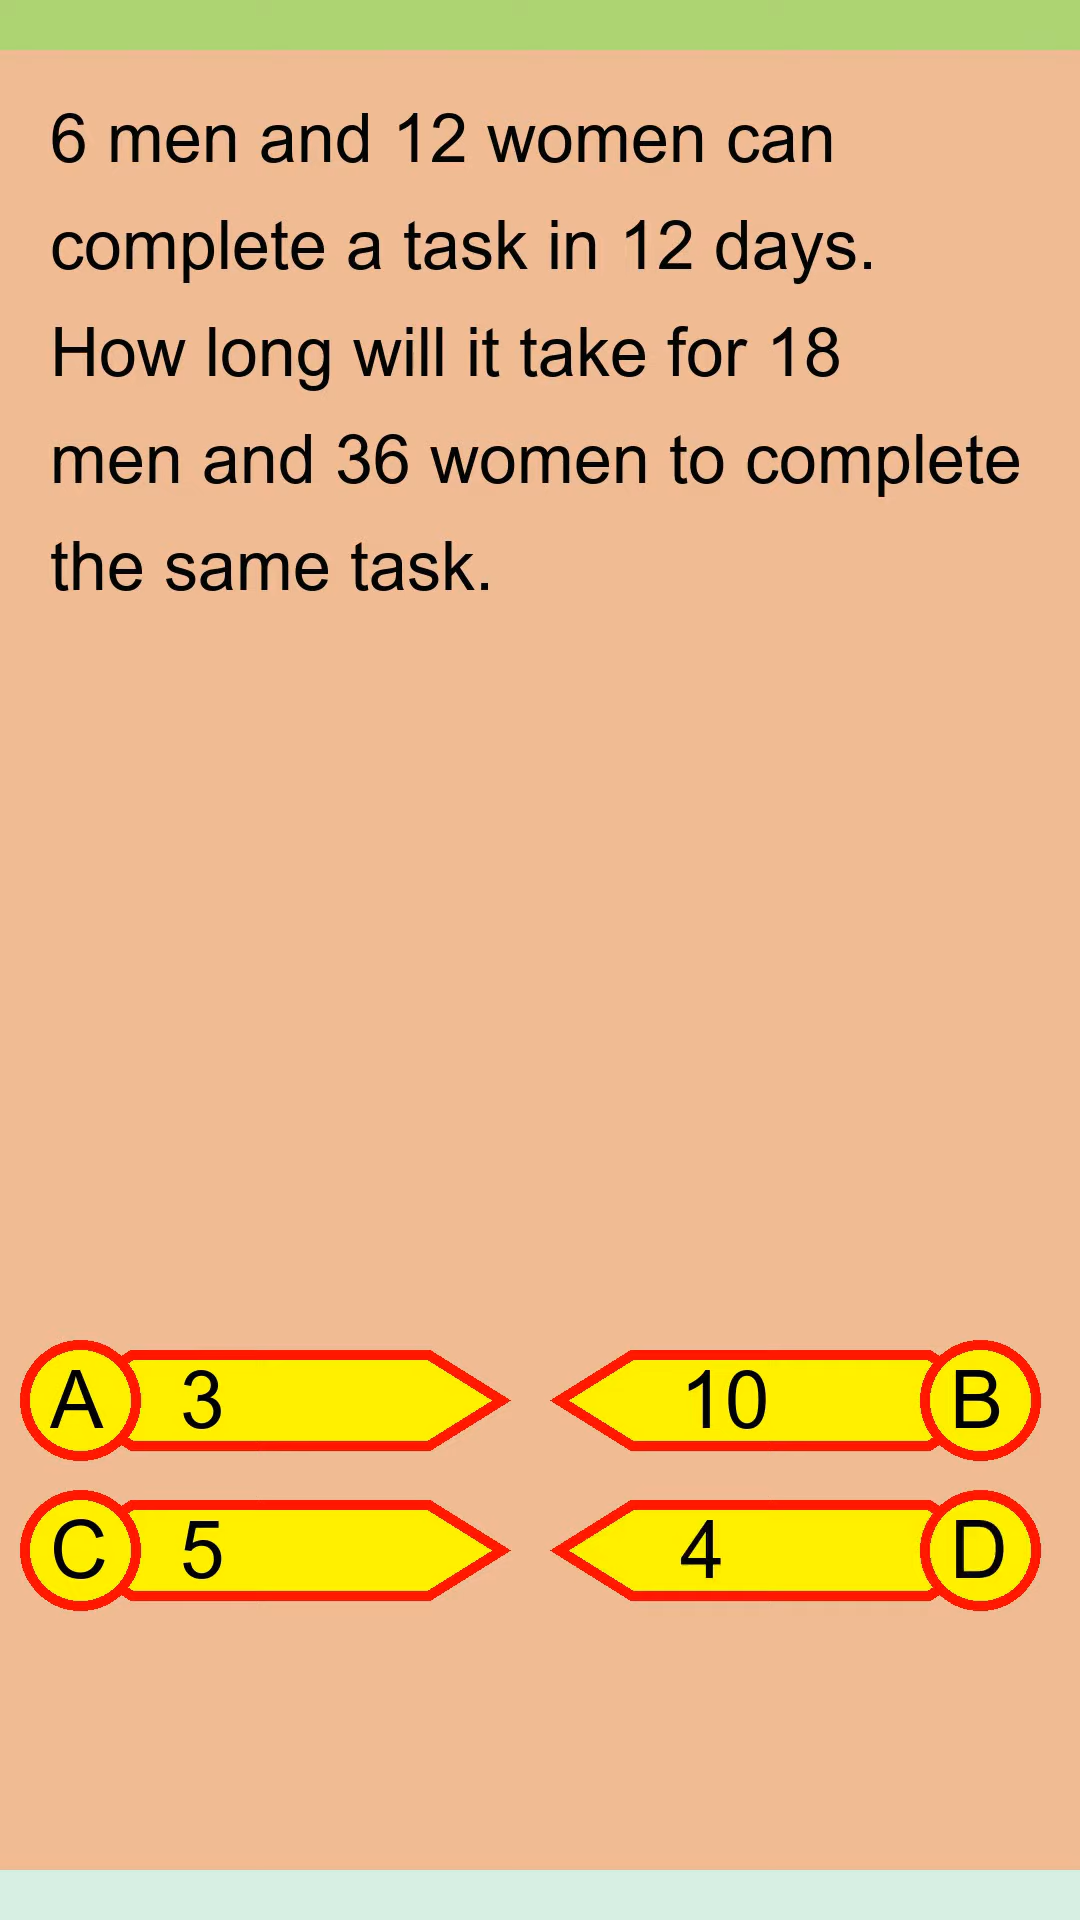 6 men and 12 women can
complete a task in 12 days.
How long will it take for 18
men and 36 women to complete
the same task.
A 3
10 B
C 5
4 D